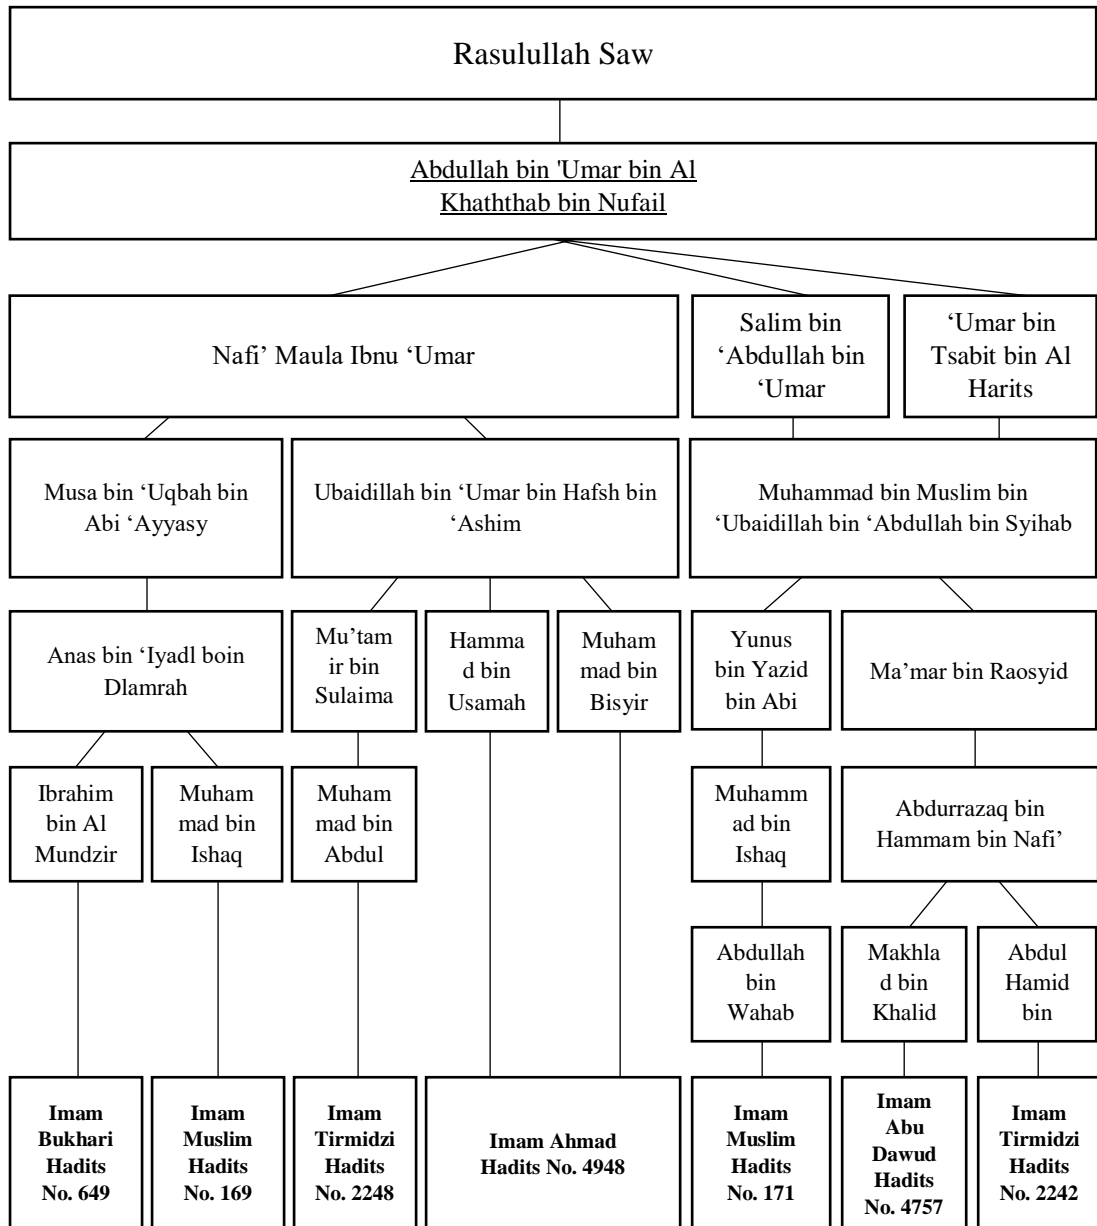 Rasulullah Saw
Abdullah bin 'Umar bin Al
Khaththab bin Nufail
Nafi’ Maula Ibnu ‘Umar
Salim bin
‘Abdullah bin
‘Umar
‘Umar bin
Tsabit bin Al
Harits
Musa bin ‘Uqbah bin
Abi ‘Ayyasy
Ubaidillah bin ‘Umar bin Hafsh bin
‘Ashim
Muhammad bin Muslim bin
‘Ubaidillah bin ‘Abdullah bin Syihab
Anas bin ‘Iyadl boin
Dlamrah
Mu’tam
ir bin
Sulaima
Hamma
d bin
Usamah
Muham
mad bin
Bisyir
Yunus
bin Yazid
bin Abi
Ma’mar bin Raosyid
Ibrahim
bin Al
Mundzir
Muham
mad bin
Ishaq
Muham
mad bin
Abdul
Muhamm
ad bin
Ishaq
Abdurrazaq bin
Hammam bin Nafi’
Abdullah
bin
Wahab
Makhla
d bin
Khalid
Abdul
Hamid
bin
Imam
Bukhari
Hadits
No. 649
Imam
Muslim
Hadits
No. 169
Imam
Tirmidzi
Hadits
No. 2248
Imam Ahmad
Hadits No. 4948
Imam
Muslim
Hadits
No. 171
Imam
Abu
Dawud
Hadits
No. 4757
Imam
Tirmidzi
Hadits
No. 2242